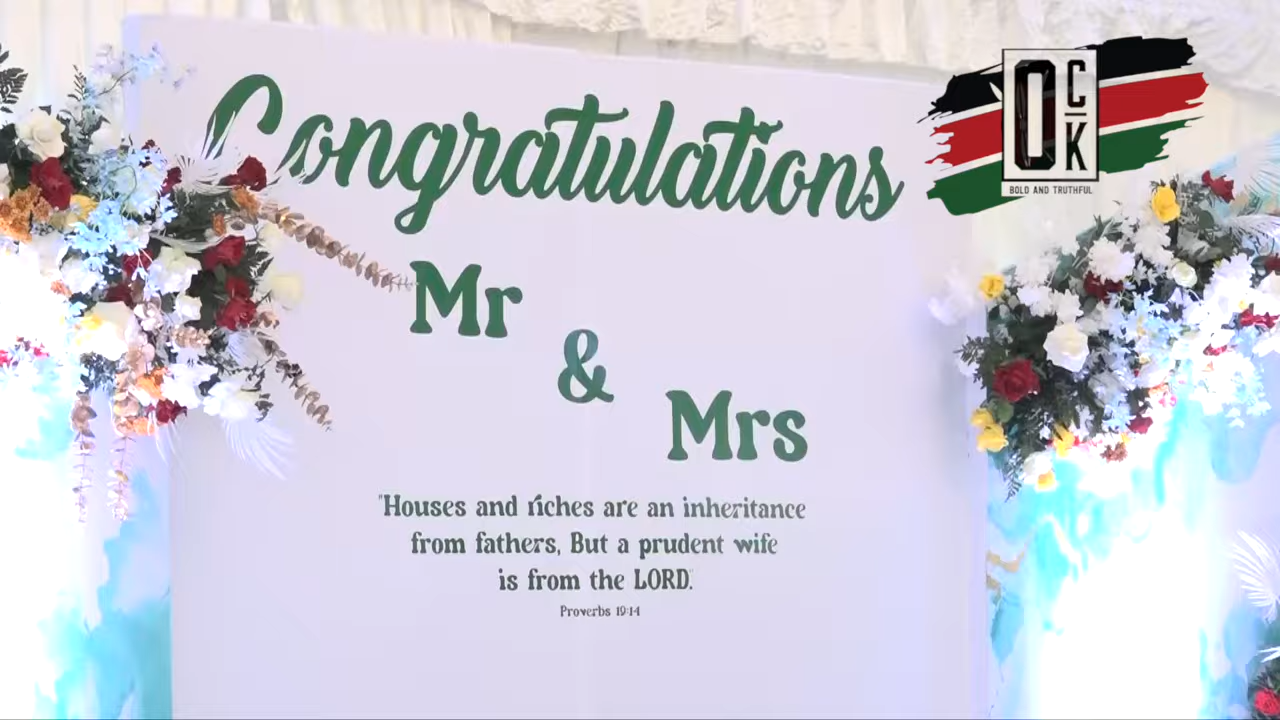 Congratulations
Mr
&
Mrs
"Houses and riches are an inheritance
from fathers, But a prudent wife
is from the LORD."
Proverbs 19:14
OCK
BOLD AND TRUTHFUL